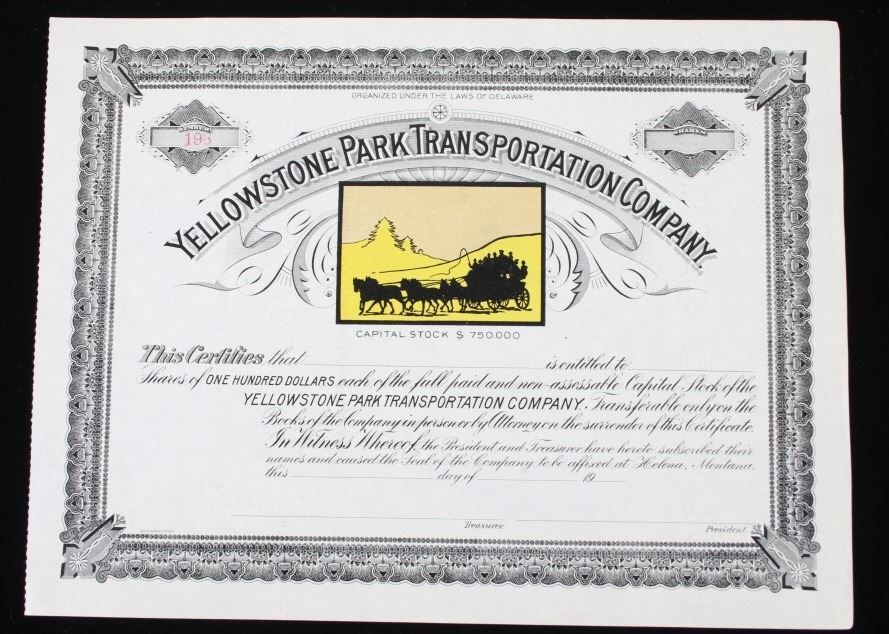 ORGANIZED UNDER THE LAWS OF DELAWARE
NUMBER
SHARES
193
YELLOWSTONE PARK TRANSPORTATION COMPANY.
CAPITAL STOCK $ 750.000
This Certifies that is entitled to
Shares of ONE HUNDRED DOLLARS each of the full paid and non-assessable Capital Stock of the
YELLOWSTONE PARK TRANSPORTATION COMPANY, Transferable only on the
Books of the Company in person or by Attorney on the surrender of this Certificate.
In Witness Whereof, the President and Treasurer have hereto subscribed their
names and caused the Seal of the Company to be affixed at Helena, Montana,
this day of 19
Treasurer President